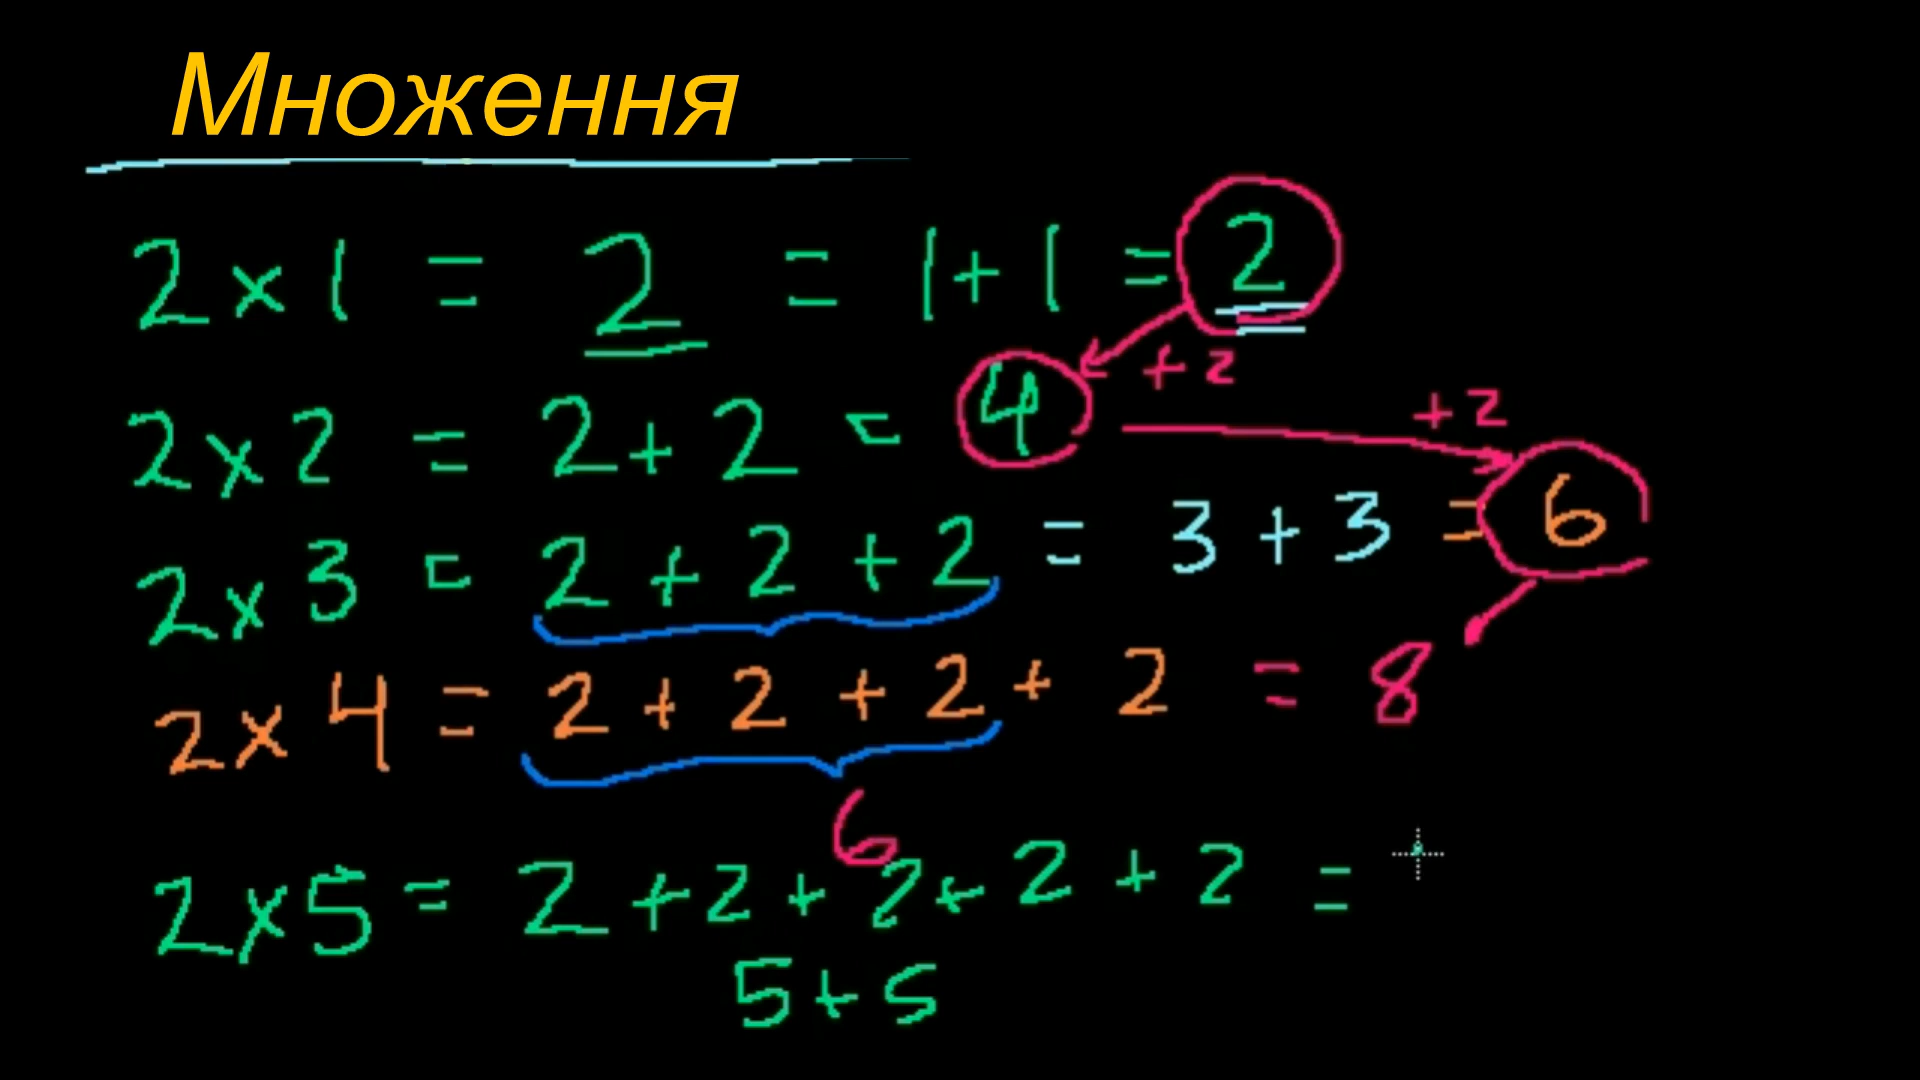 Множення
2 × 1 = 2 = 1 + 1 = 2
+ 2
2 × 2 = 2 + 2 = 4
+ 2
2 × 3 = 2 + 2 + 2 = 3 + 3 = 6
2 × 4 = 2 + 2 + 2 + 2 = 8
6
2 × 5 = 2 + 2 + 2 + 2 + 2 =
5 + 5